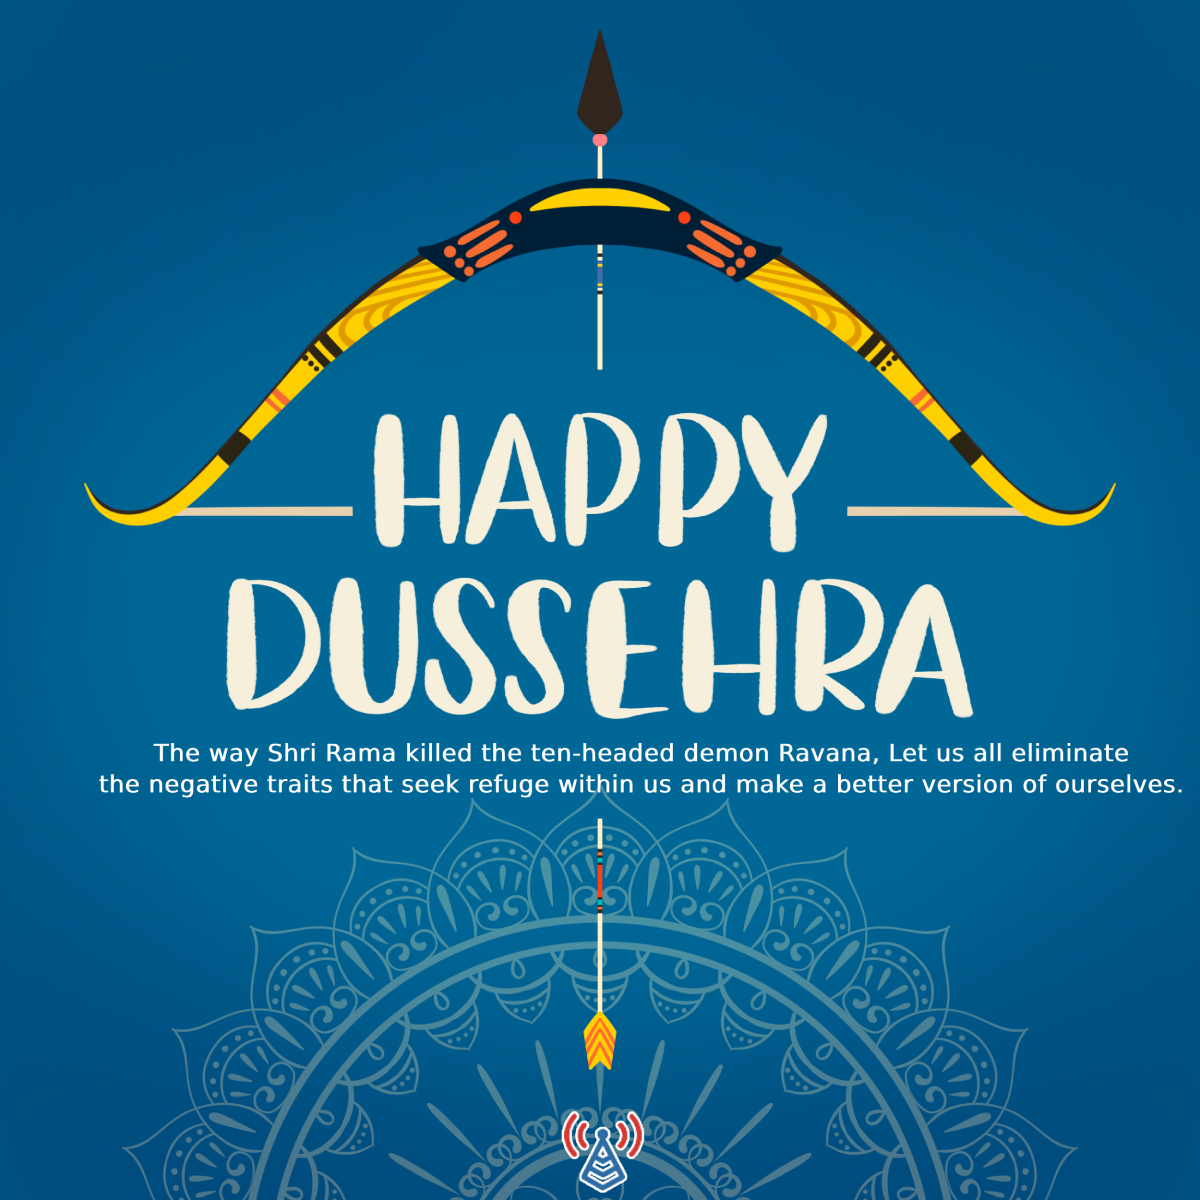 HAPPY
DUSSEHRA
The way Shri Rama killed the ten-headed demon Ravana, Let us all eliminate
the negative traits that seek refuge within us and make a better version of ourselves.